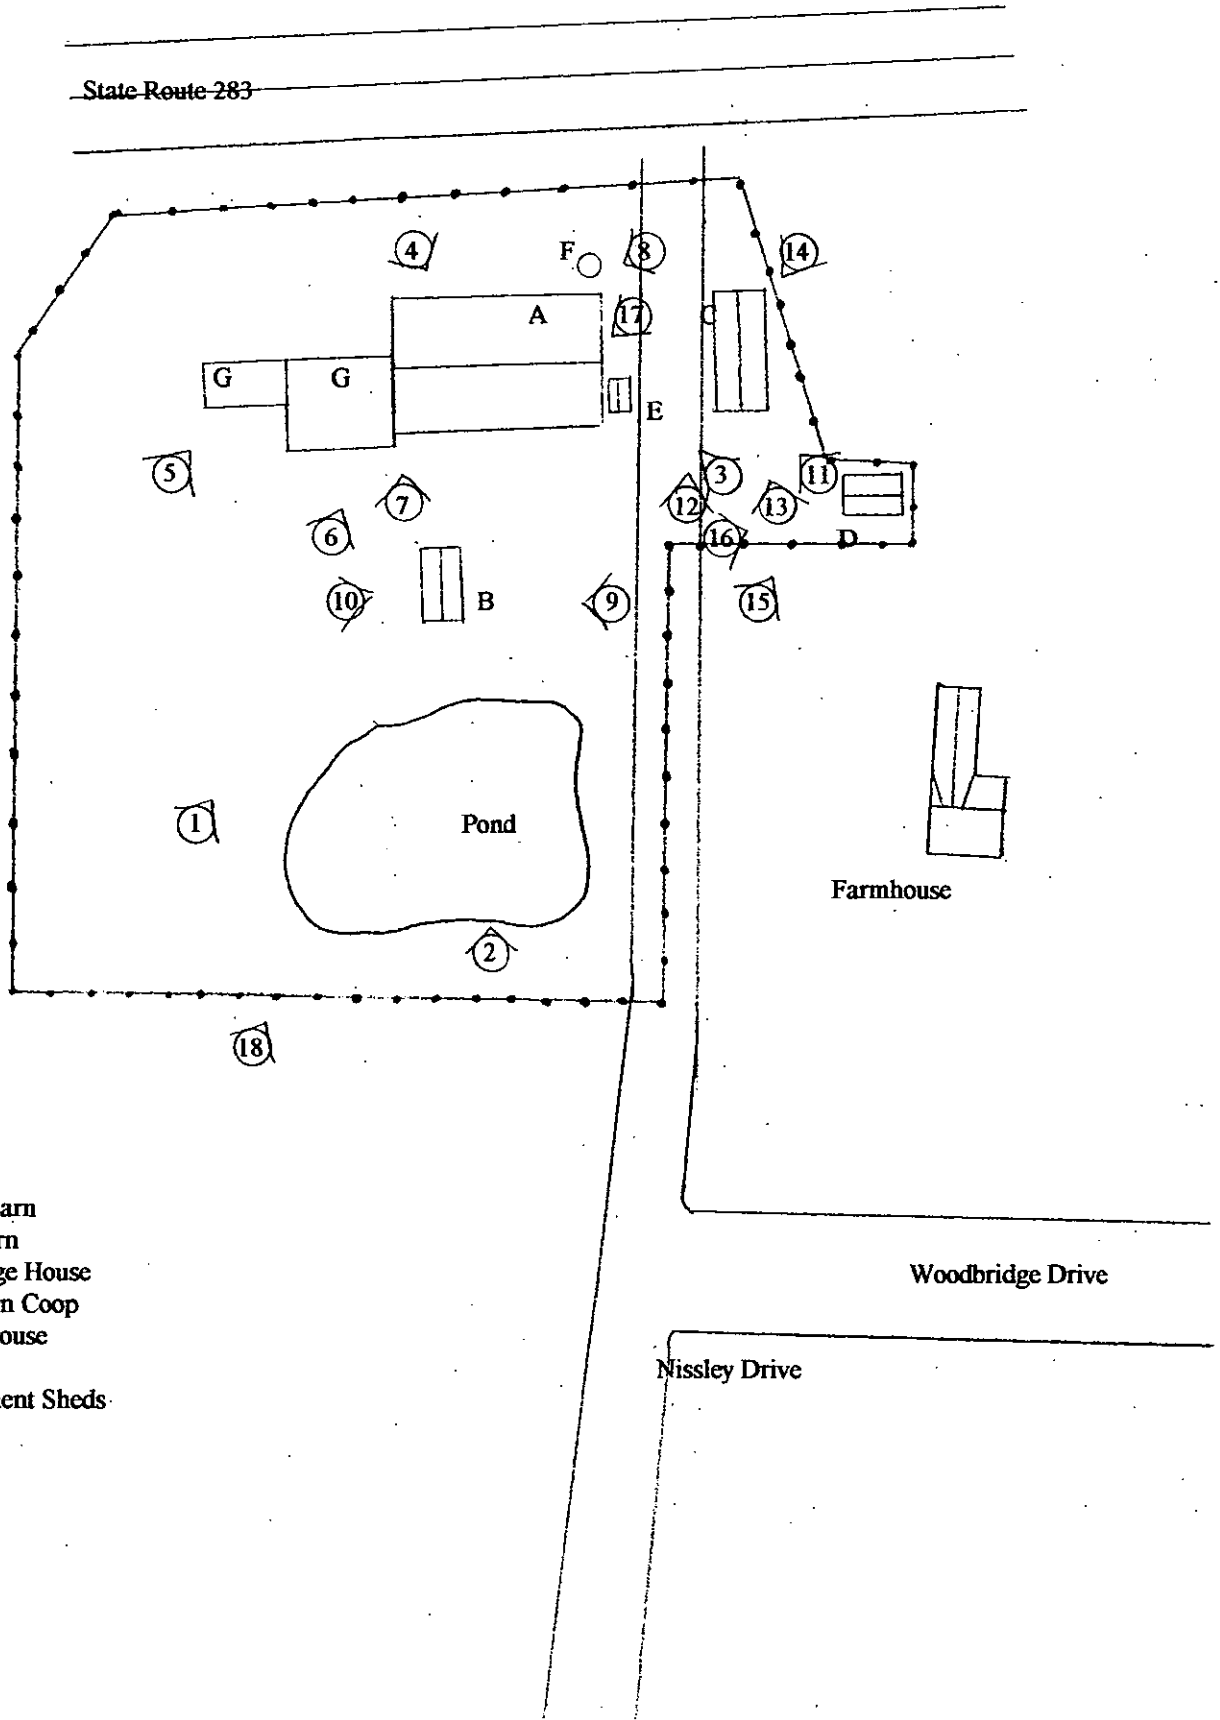 State Route 283
4
F
8
14
A
17
C
G
G
E
5
3
11
7
12
13
6
16
D
10
B
9
15
1
Pond
Farmhouse
2
18
arn
rn
ge House
n Coop
ouse
ent Sheds
Woodbridge Drive
Nissley Drive